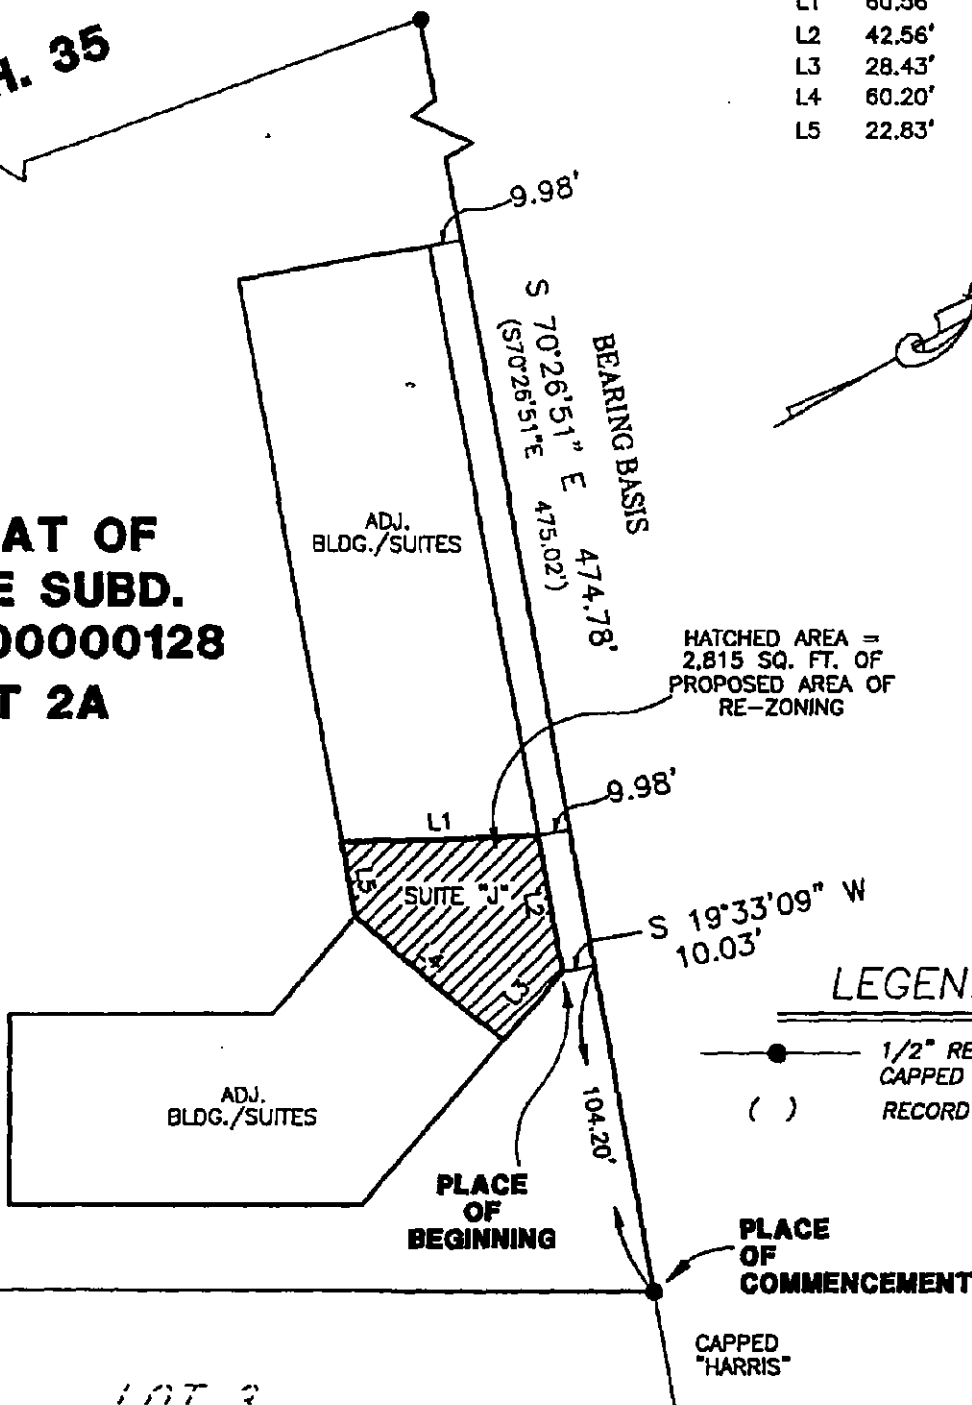 H. 35
L1 60.56'
L2 42.56'
L3 28.43'
L4 60.20'
L5 22.83'
9.98'
BEARING BASIS
S 70°26'51" E 474.78'
(S70°26'51"E 475.02')
ADJ.
BLDG./SUITES
AT OF
E SUBD.
00000128
T 2A
HATCHED AREA =
2,815 SQ. FT. OF
PROPOSED AREA OF
RE-ZONING
9.98'
L1
L5
SUITE "J"
L2
L4
L3
S 19°33'09" W
10.03'
LEGEN
1/2" RE
CAPPED
( ) RECORD
104.20'
ADJ.
BLDG./SUITES
PLACE
OF
BEGINNING
PLACE
OF
COMMENCEMENT
CAPPED
"HARRIS"
LOT 3